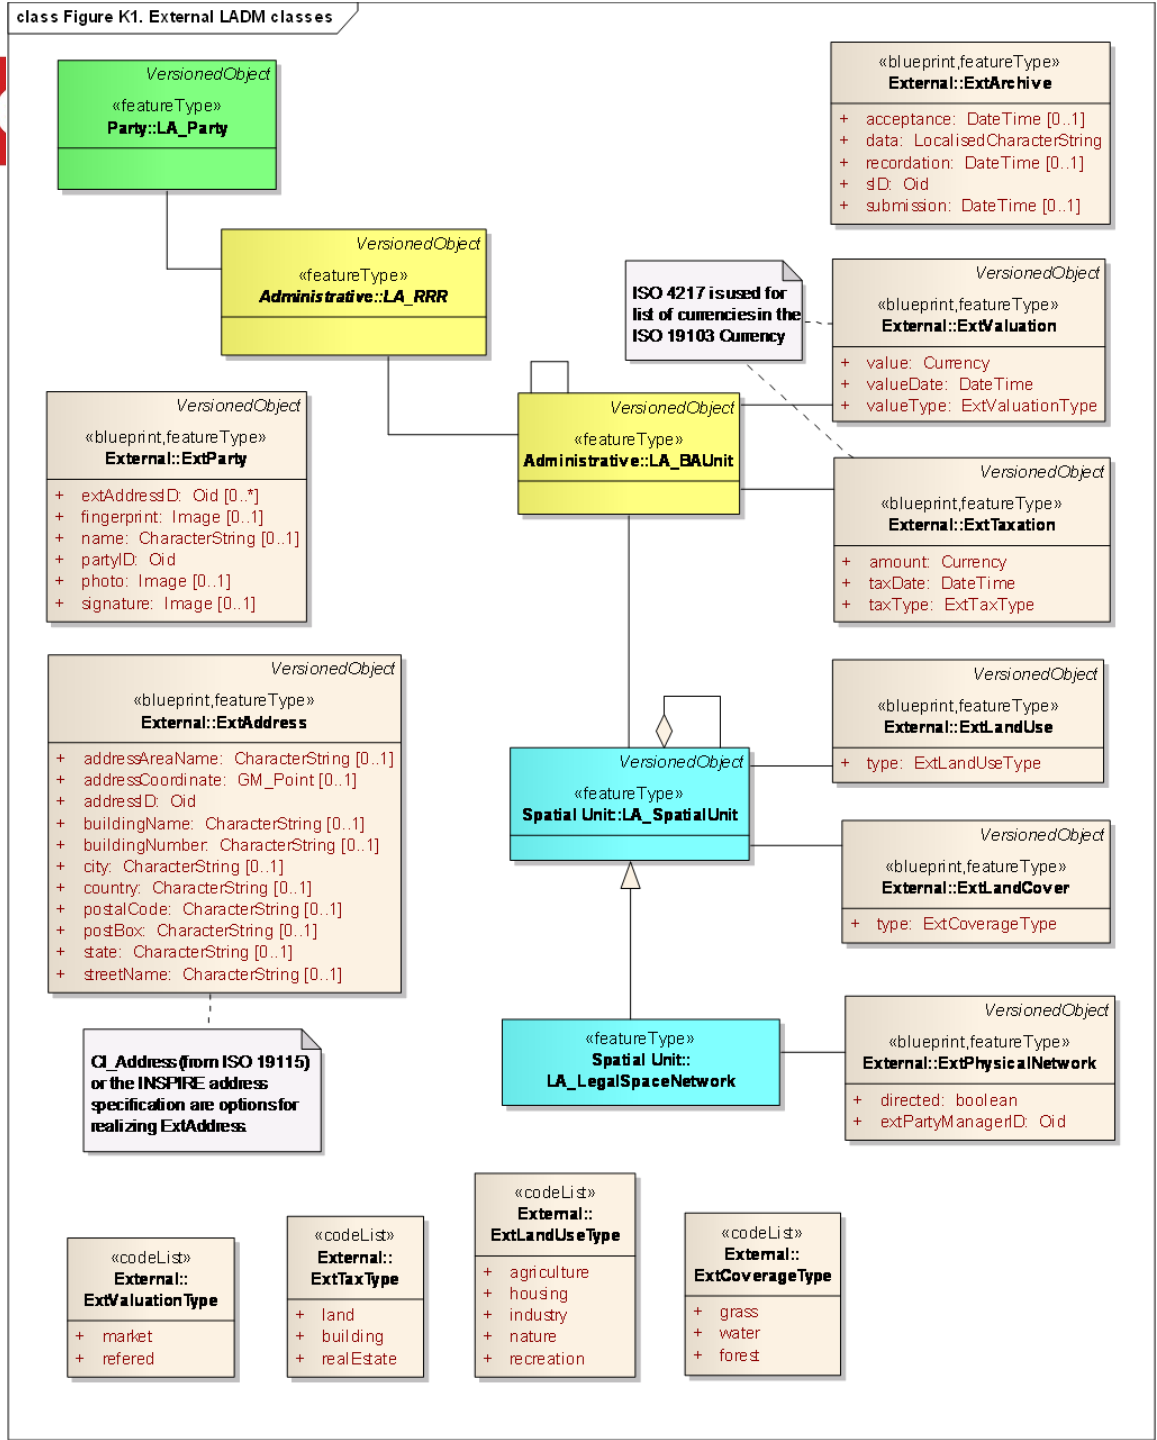 class Figure K1. External LADM classes
VersionedObject
«featureType»
Party::LA_Party
VersionedObject
«featureType»
Administrative::LA_RRR
«blueprint,featureType»
External::ExtArchive
+ acceptance: DateTime [0..1]
+ data: LocalisedCharacterString
+ recordation: DateTime [0..1]
+ sID: Oid
+ submission: DateTime [0..1]
ISO 4217 is used for
list of currencies in the
ISO 19103 Currency
VersionedObject
«blueprint,featureType»
External::ExtValuation
+ value: Currency
+ valueDate: DateTime
+ valueType: ExtValuationType
VersionedObject
«featureType»
Administrative::LA_BAUnit
VersionedObject
«blueprint,featureType»
External::ExtParty
+ extAddressID: Oid [0..*]
+ fingerprint: Image [0..1]
+ name: CharacterString [0..1]
+ partyID: Oid
+ photo: Image [0..1]
+ signature: Image [0..1]
VersionedObject
«blueprint,featureType»
External::ExtTaxation
+ amount: Currency
+ taxDate: DateTime
+ taxType: ExtTaxType
VersionedObject
«blueprint,featureType»
External::ExtAddress
+ addressAreaName: CharacterString [0..1]
+ addressCoordinate: GM_Point [0..1]
+ addressID: Oid
+ buildingName: CharacterString [0..1]
+ buildingNumber: CharacterString [0..1]
+ city: CharacterString [0..1]
+ country: CharacterString [0..1]
+ postalCode: CharacterString [0..1]
+ postBox: CharacterString [0..1]
+ state: CharacterString [0..1]
+ streetName: CharacterString [0..1]
VersionedObject
«blueprint,featureType»
External::ExtLandUse
+ type: ExtLandUseType
VersionedObject
«featureType»
Spatial Unit::LA_SpatialUnit
VersionedObject
«blueprint,featureType»
External::ExtLandCover
+ type: ExtCoverageType
CI_Address (from ISO 19115)
or the INSPIRE address
specification are options for
realizing ExtAddress.
«featureType»
Spatial Unit::
LA_LegalSpaceNetwork
VersionedObject
«blueprint,featureType»
External::ExtPhysicalNetwork
+ directed: boolean
+ extPartyManagerID: Oid
«codeList»
External::
ExtValuationType
+ market
+ refered
«codeList»
External::
ExtTaxType
+ land
+ building
+ realEstate
«codeList»
External::
ExtLandUseType
+ agriculture
+ housing
+ industry
+ nature
+ recreation
«codeList»
External::
ExtCoverageType
+ grass
+ water
+ forest